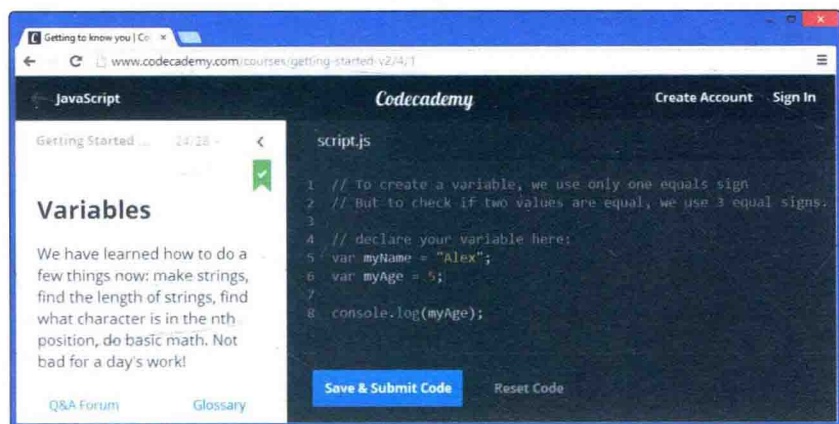 Getting to know you | Co
www.codecademy.com/courses/getting-started-v2/4/1
JavaScript
Codecademy
Create Account Sign In
Getting Started ... 24/28
Variables
We have learned how to do a
few things now: make strings,
find the length of strings, find
what character is in the nth
position, do basic math. Not
bad for a day's work!
Q&A Forum Glossary
script.js
1 // To create a variable, we use only one equals sign
2 // But to check if two values are equal, we use 3 equal signs.
3
4 // declare your variable here:
5 var myName = "Alex";
6 var myAge = 5;
7
8 console.log(myAge);
Save & Submit Code Reset Code